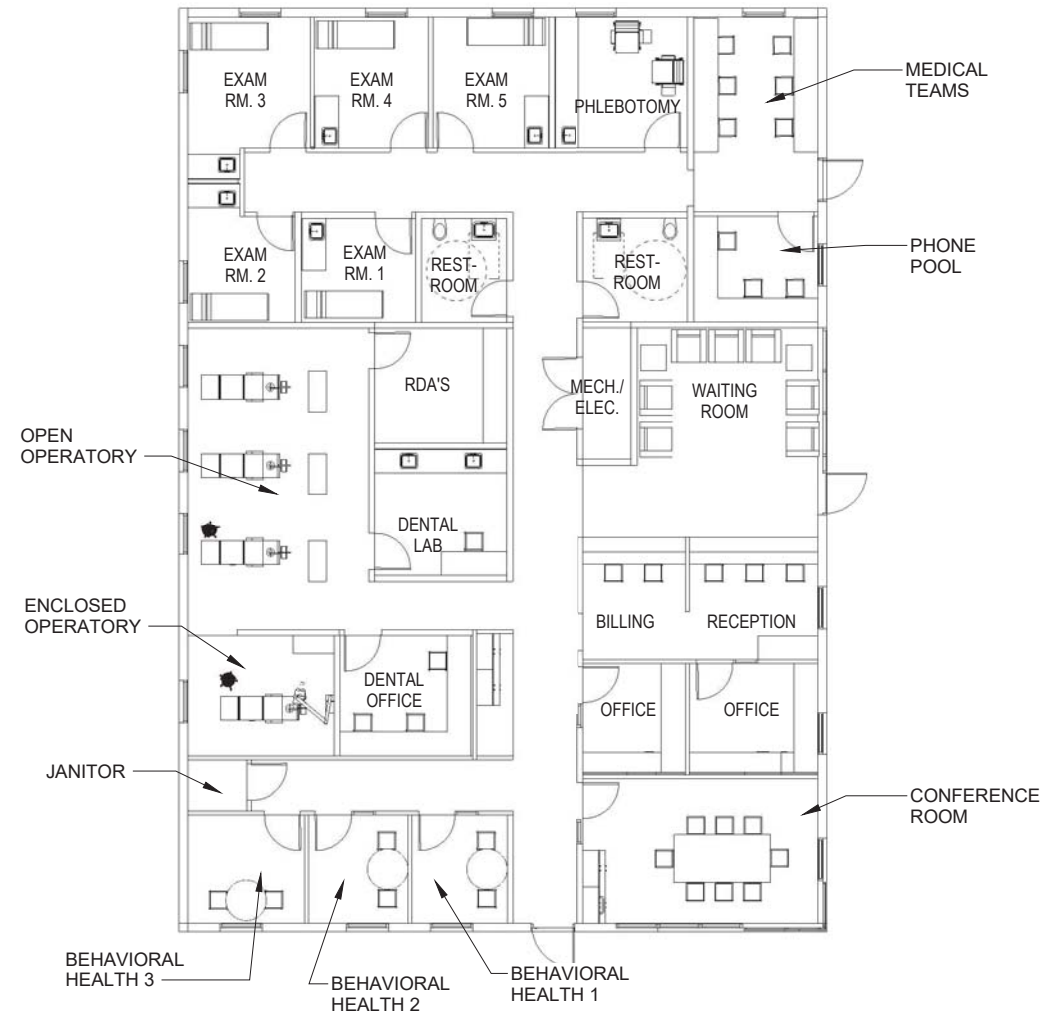 EXAM
RM. 3
EXAM
RM. 4
EXAM
RM. 5
PHLEBOTOMY
MEDICAL
TEAMS
EXAM
RM. 2
EXAM
RM. 1
REST-
ROOM
REST-
ROOM
PHONE
POOL
RDA'S
MECH./
ELEC.
WAITING
ROOM
OPEN
OPERATORY
DENTAL
LAB
ENCLOSED
OPERATORY
BILLING
RECEPTION
DENTAL
OFFICE
OFFICE
OFFICE
JANITOR
CONFERENCE
ROOM
BEHAVIORAL
HEALTH 3
BEHAVIORAL
HEALTH 2
BEHAVIORAL
HEALTH 1